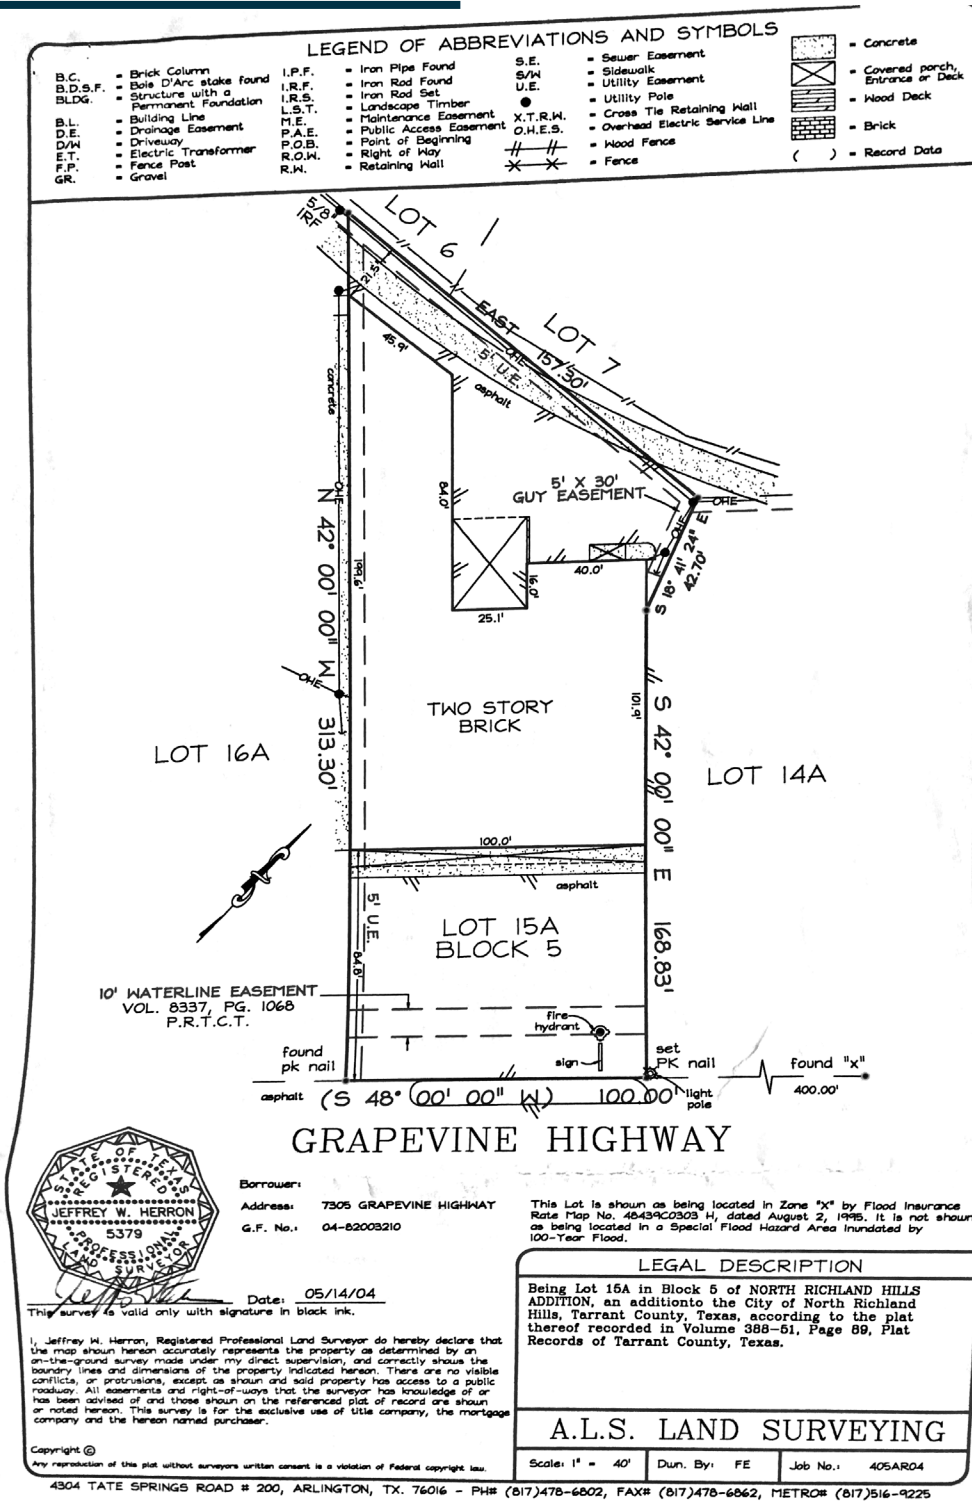 LEGEND OF ABBREVIATIONS AND SYMBOLS
B.C. = Brick Column
B.D.S.F. = Bois D'Arc stake found
BLDG. = Structure with a
Permanent Foundation
B.L. = Building Line
D.E. = Drainage Easement
D/W = Driveway
E.T. = Electric Transformer
F.P. = Fence Post
GR. = Gravel
I.P.F. = Iron Pipe Found
I.R.F. = Iron Rod Found
I.R.S. = Iron Rod Set
L.S.T. = Landscape Timber
M.E. = Maintenance Easement
P.A.E. = Public Access Easement
P.O.B. = Point of Beginning
R.O.W. = Right of Way
R.W. = Retaining Wall
S.E. = Sewer Easement
S/W = Sidewalk
U.E. = Utility Easement
= Utility Pole
X.T.R.W. = Cross Tie Retaining Wall
O.H.E.S. = Overhead Electric Service Line
= Wood Fence
= Fence
= Concrete
= Covered porch,
Entrance or Deck
= Wood Deck
= Brick
( ) = Record Data
5/8"
IRF
LOT 6
21.5'
EAST 157.30'
LOT 7
OHE
5' U.E.
45.9'
asphalt
concrete
5' X 30'
GUY EASEMENT
OHE
OHE
84.0'
OHE
N 42° 00' 00" W 313.30'
199.6'
S 18° 41' 24" E
42.70'
40.0'
16.0'
25.1'
OHE
TWO STORY
BRICK
101.9'
S 42° 00' 00" E 168.83'
LOT 16A
LOT 14A
100.0'
asphalt
5' U.E.
84.8'
LOT 15A
BLOCK 5
10' WATERLINE EASEMENT
VOL. 8337, PG. 1068
P.R.T.C.T.
fire
hydrant
sign
found
pk nail
set
PK nail
found "x"
400.00'
asphalt
(S 48° 00' 00" W) 100.00'
light
pole
GRAPEVINE HIGHWAY
STATE OF TEXAS
REGISTERED
JEFFREY W. HERRON
5379
PROFESSIONAL
LAND SURVEYOR
Borrower:
Address: 7305 GRAPEVINE HIGHWAY
G.F. No.: 04-82003210
Date: 05/14/04
This survey is valid only with signature in black ink.
This Lot is shown as being located in Zone "X" by Flood Insurance
Rate Map No. 48439C0303 H, dated August 2, 1995. It is not shown
as being located in a Special Flood Hazard Area Inundated by
100-Year Flood.
LEGAL DESCRIPTION
Being Lot 15A in Block 5 of NORTH RICHLAND HILLS
ADDITION, an additionto the City of North Richland
Hills, Tarrant County, Texas, according to the plat
thereof recorded in Volume 388-51, Page 89, Plat
Records of Tarrant County, Texas.
I, Jeffrey W. Herron, Registered Professional Land Surveyor do hereby declare that
the map shown hereon accurately represents the property as determined by an
on-the-ground survey made under my direct supervision, and correctly shows the
boundry lines and dimensions of the property indicated hereon. There are no visible
conflicts, or protrusions, except as shown and said property has access to a public
roadway. All easements and right-of-ways that the surveyor has knowledge of or
has been advised of and those shown on the referenced plat of record are shown
or noted hereon. This survey is for the exclusive use of title company, the mortgage
company and the hereon named purchaser.
Copyright ©
Any reproduction of this plat without surveyors written consent is a violation of Federal copyright law.
A.L.S. LAND SURVEYING
Scale: 1" = 40'
Dwn. By: FE
Job No.: 405AR04
4304 TATE SPRINGS ROAD # 200, ARLINGTON, TX. 76016 - PH# (817)478-6802, FAX# (817)478-6862, METRO# (817)516-9225